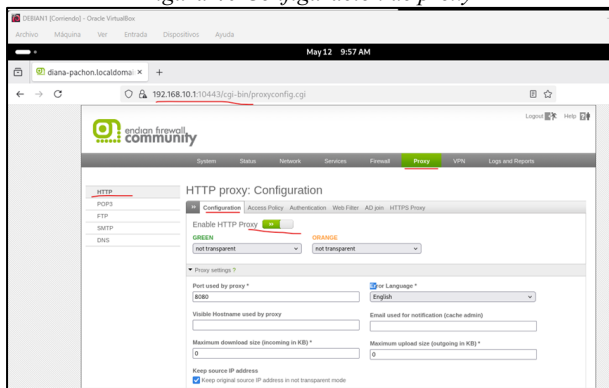 DEBIAN1 [Corriendo] - Oracle VirtualBox
Archivo Máquina Ver Entrada Dispositivos Ayuda
May 12 9:57 AM
diana-pachon.localdomai × +
192.168.10.1:10443/cgi-bin/proxyconfig.cgi
Logout Help
endian firewall
community
System Status Network Services Firewall Proxy VPN Logs and Reports
HTTP
POP3
FTP
SMTP
DNS
HTTP proxy: Configuration
>> Configuration Access Policy Authentication Web Filter AD join HTTPS Proxy
Enable HTTP Proxy
GREEN ORANGE
not transparent not transparent
Proxy settings ?
Port used by proxy * Error Language *
8080 English
Visible Hostname used by proxy Email used for notification (cache admin)
Maximum download size (incoming in KB) * Maximum upload size (outgoing in KB) *
0 0
Keep source IP address
Keep original source IP address in not transparent mode